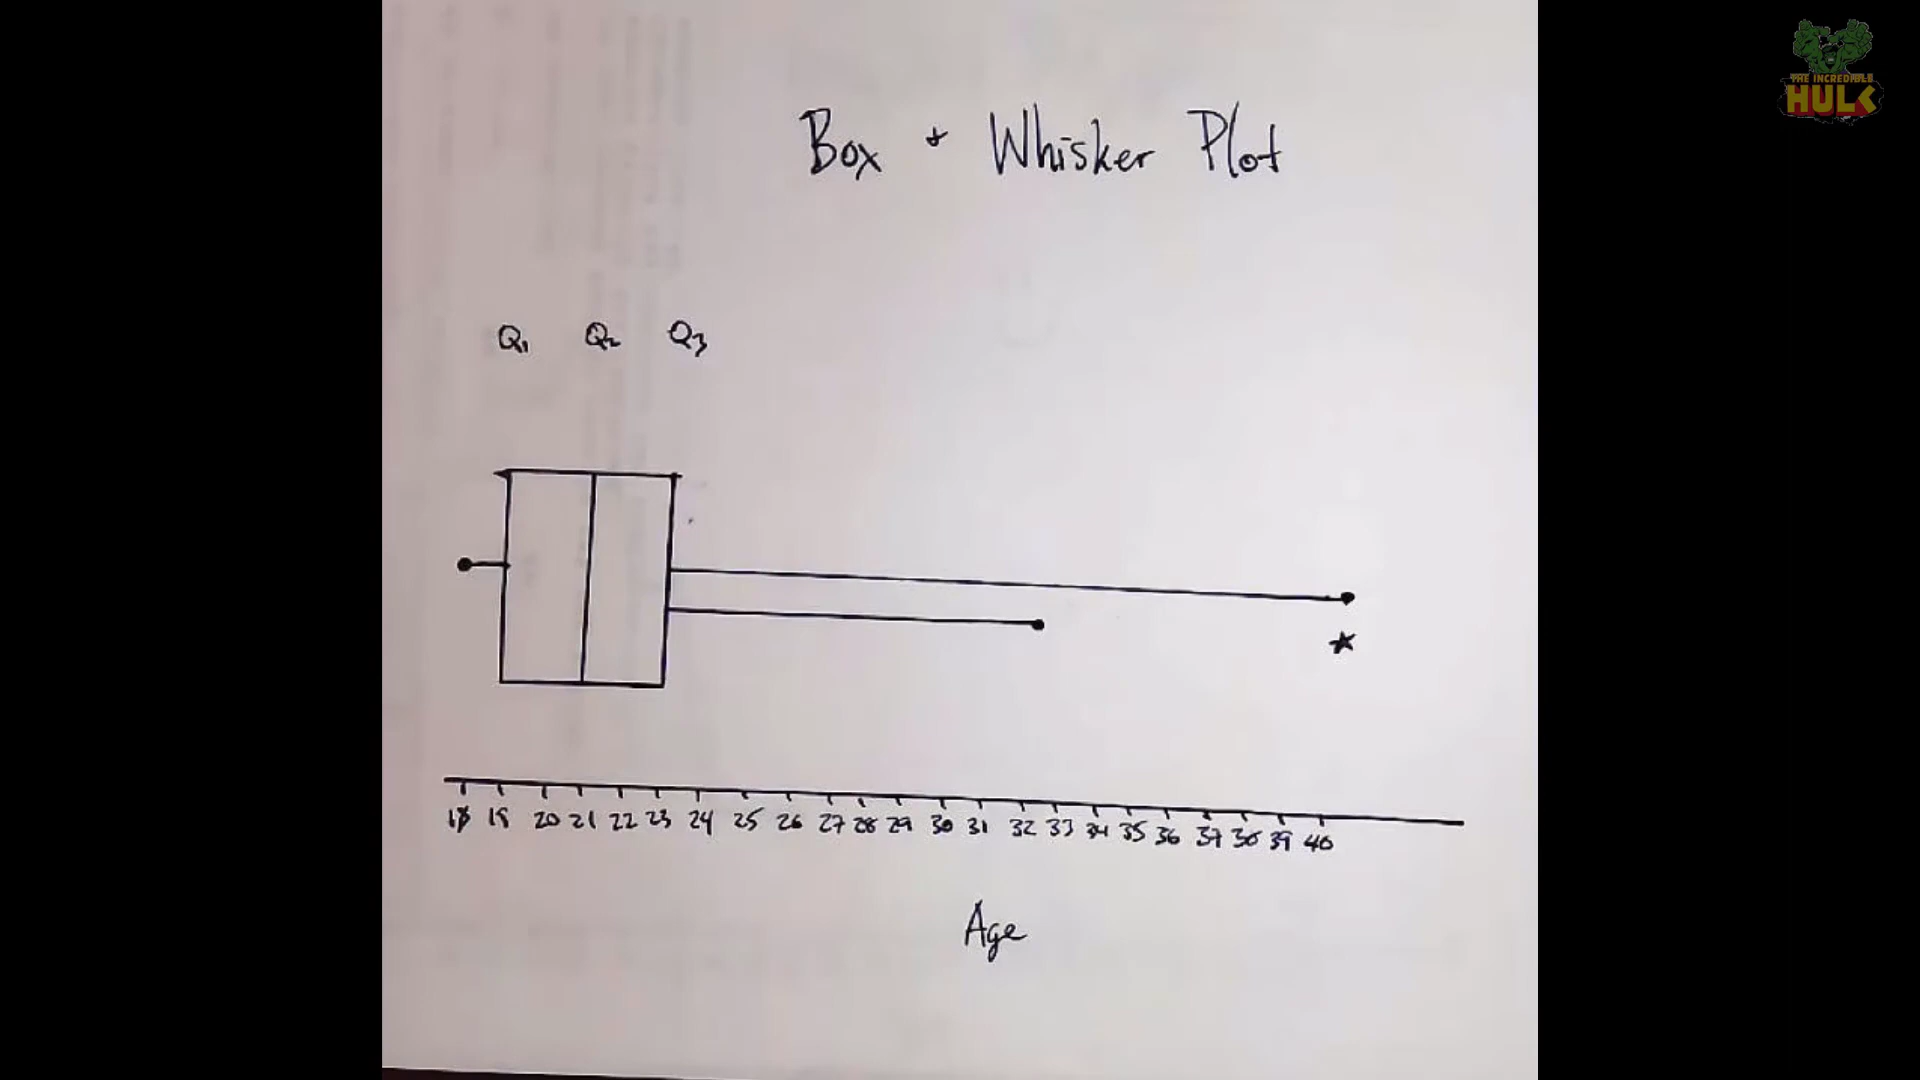 THE INCREDIBLE
HULK
Box + Whisker Plot
Q1 Q2 Q3
18 19 20 21 22 23 24 25 26 27 28 29 30 31 32 33 34 35 36 37 38 39 40
Age